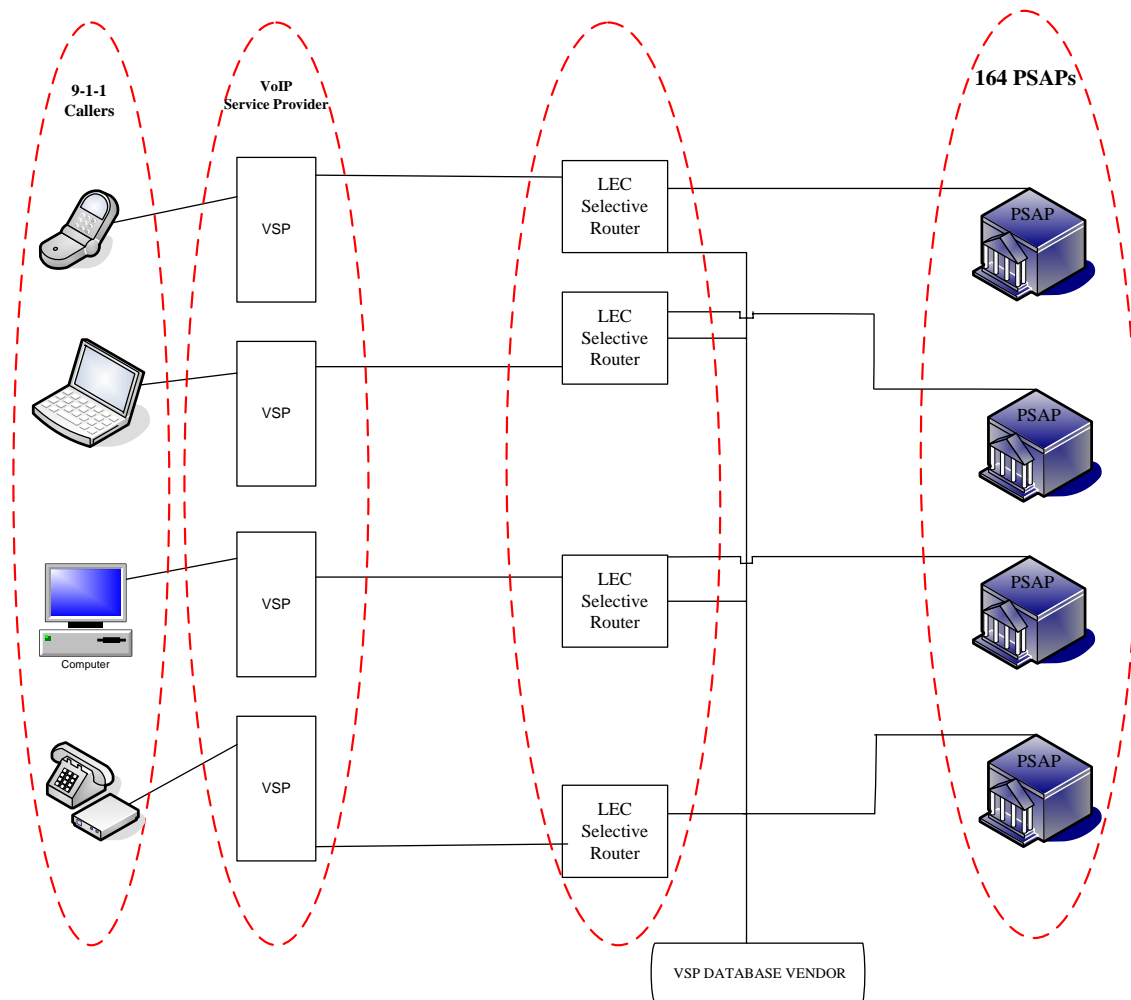 9-1-1
Callers
VoIP
Service Provider
164 PSAPs
VSP
LEC
Selective
Router
PSAP
VSP
LEC
Selective
Router
PSAP
Computer
VSP
LEC
Selective
Router
PSAP
VSP
LEC
Selective
Router
PSAP
VSP DATABASE VENDOR